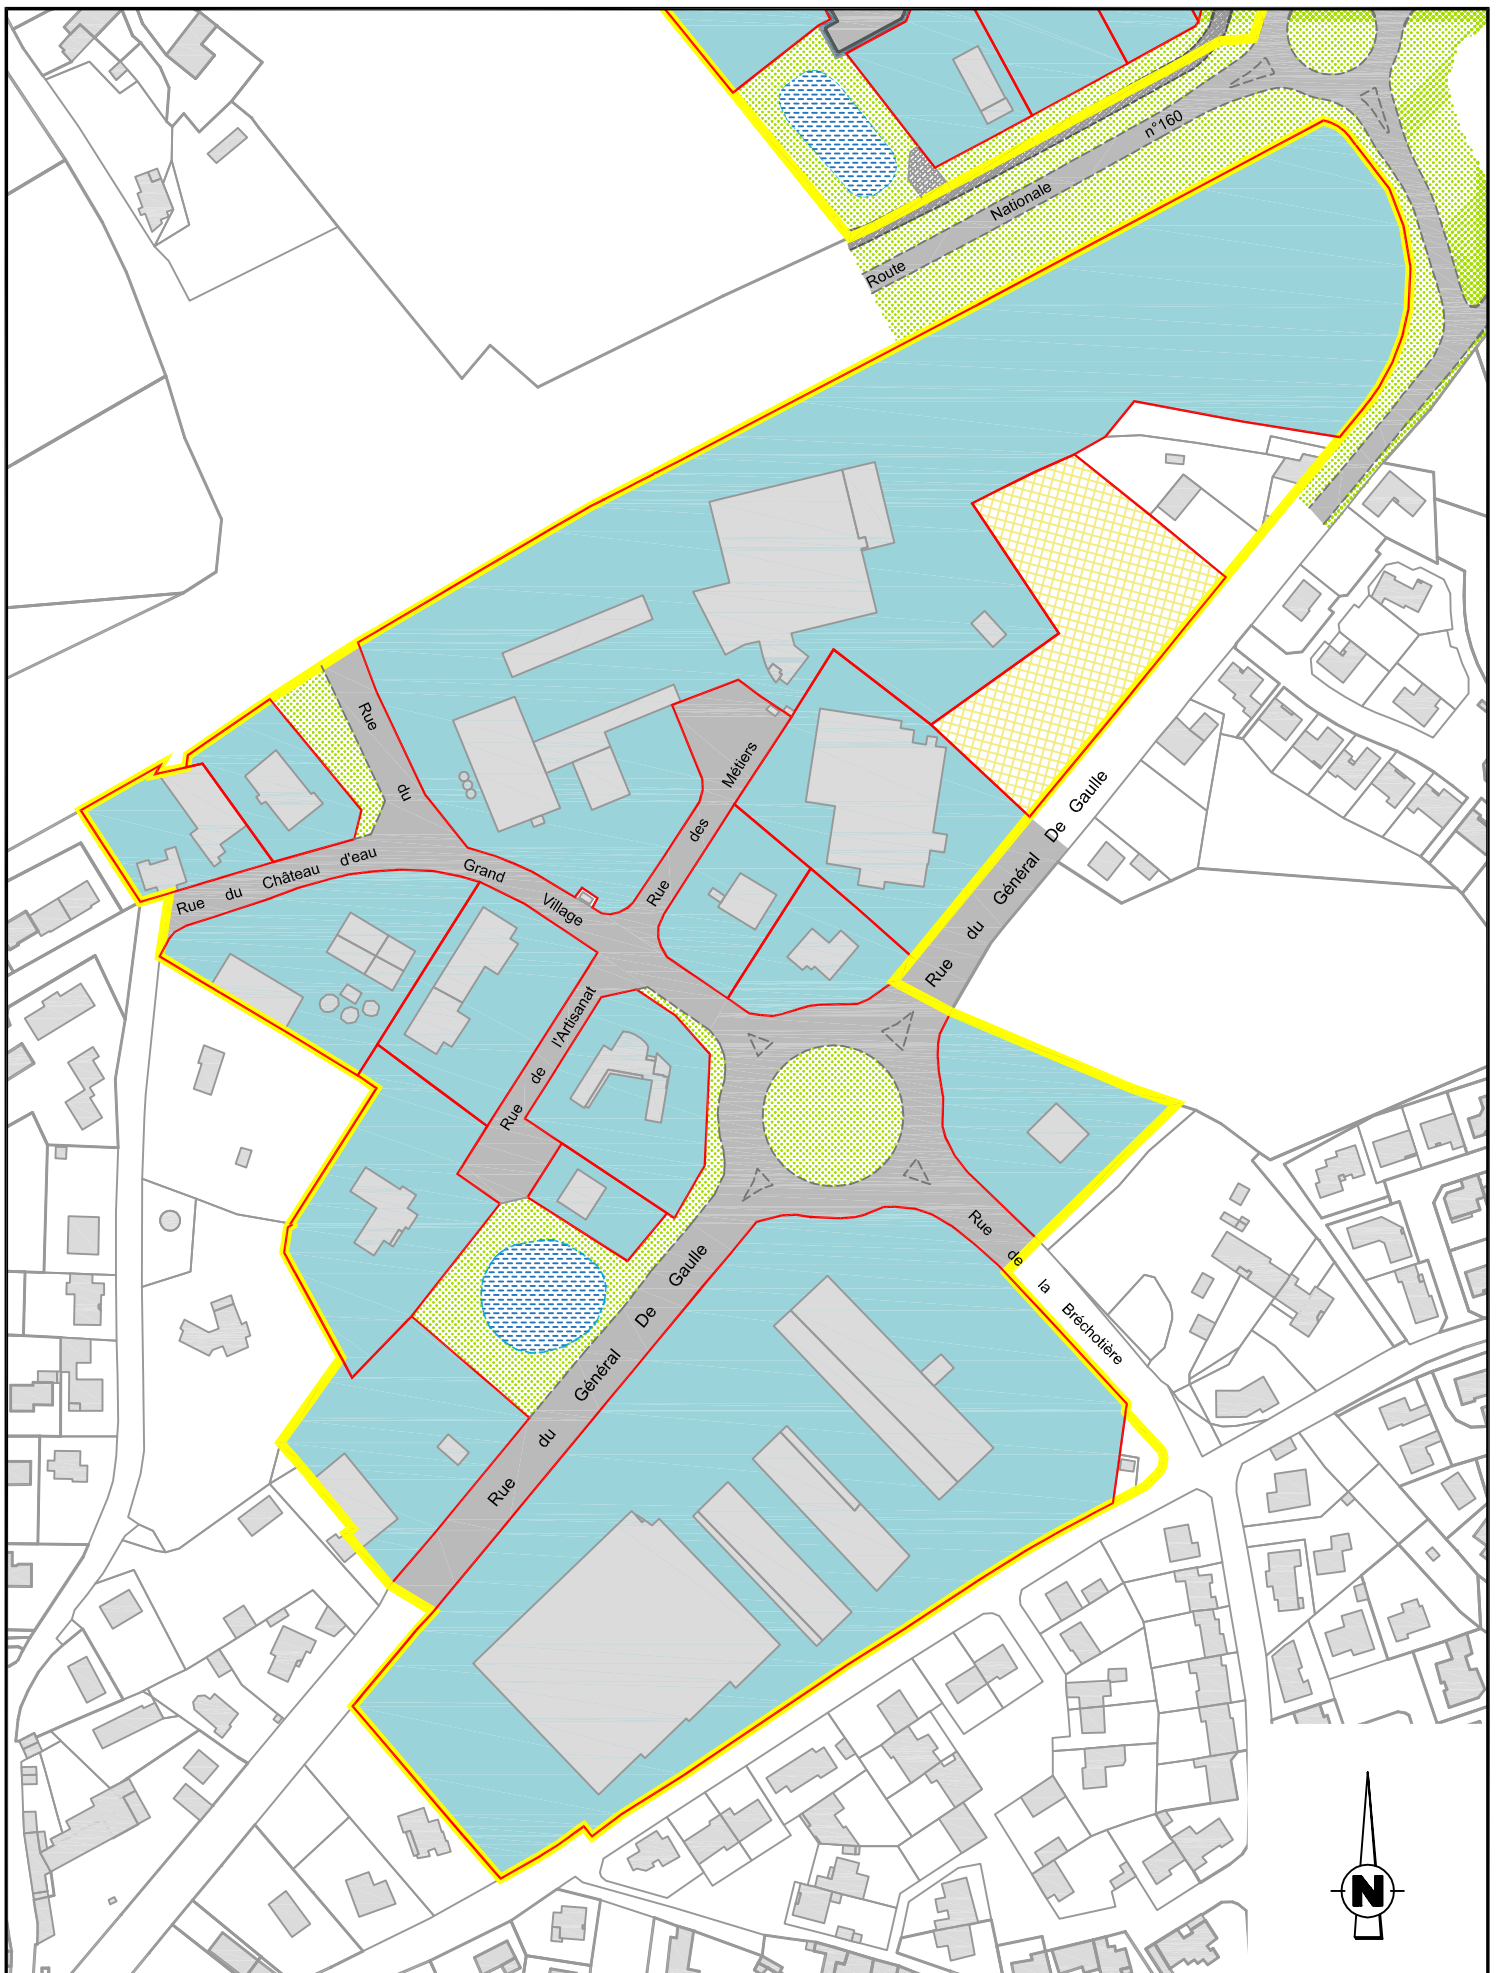 Route Nationale n°160
Rue du Grand Village
Rue des Métiers
Rue du Château d'eau
Rue du Général De Gaulle
Rue de l'Artisanat
Rue du Général De Gaulle
Rue de la Bréchotière
N